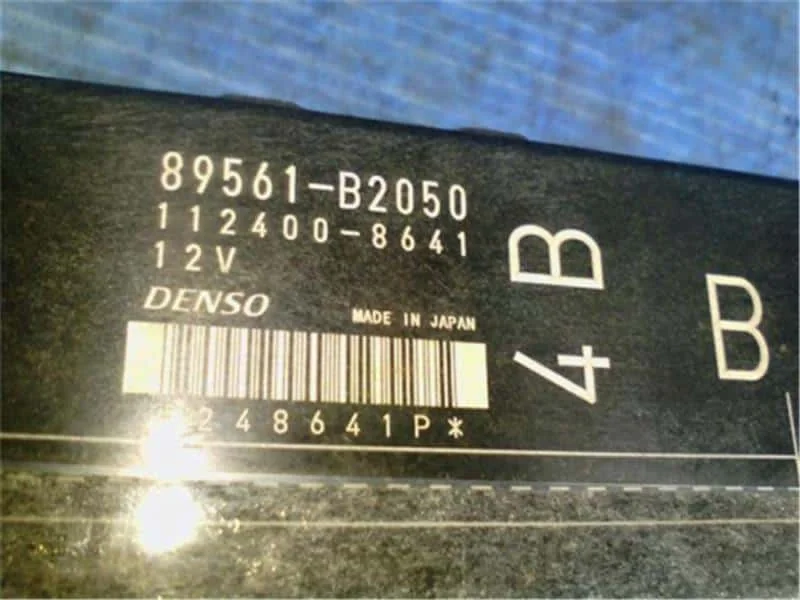 89561-B2050
112400-8641
12V
DENSO
MADE IN JAPAN
248641P*
4B
B